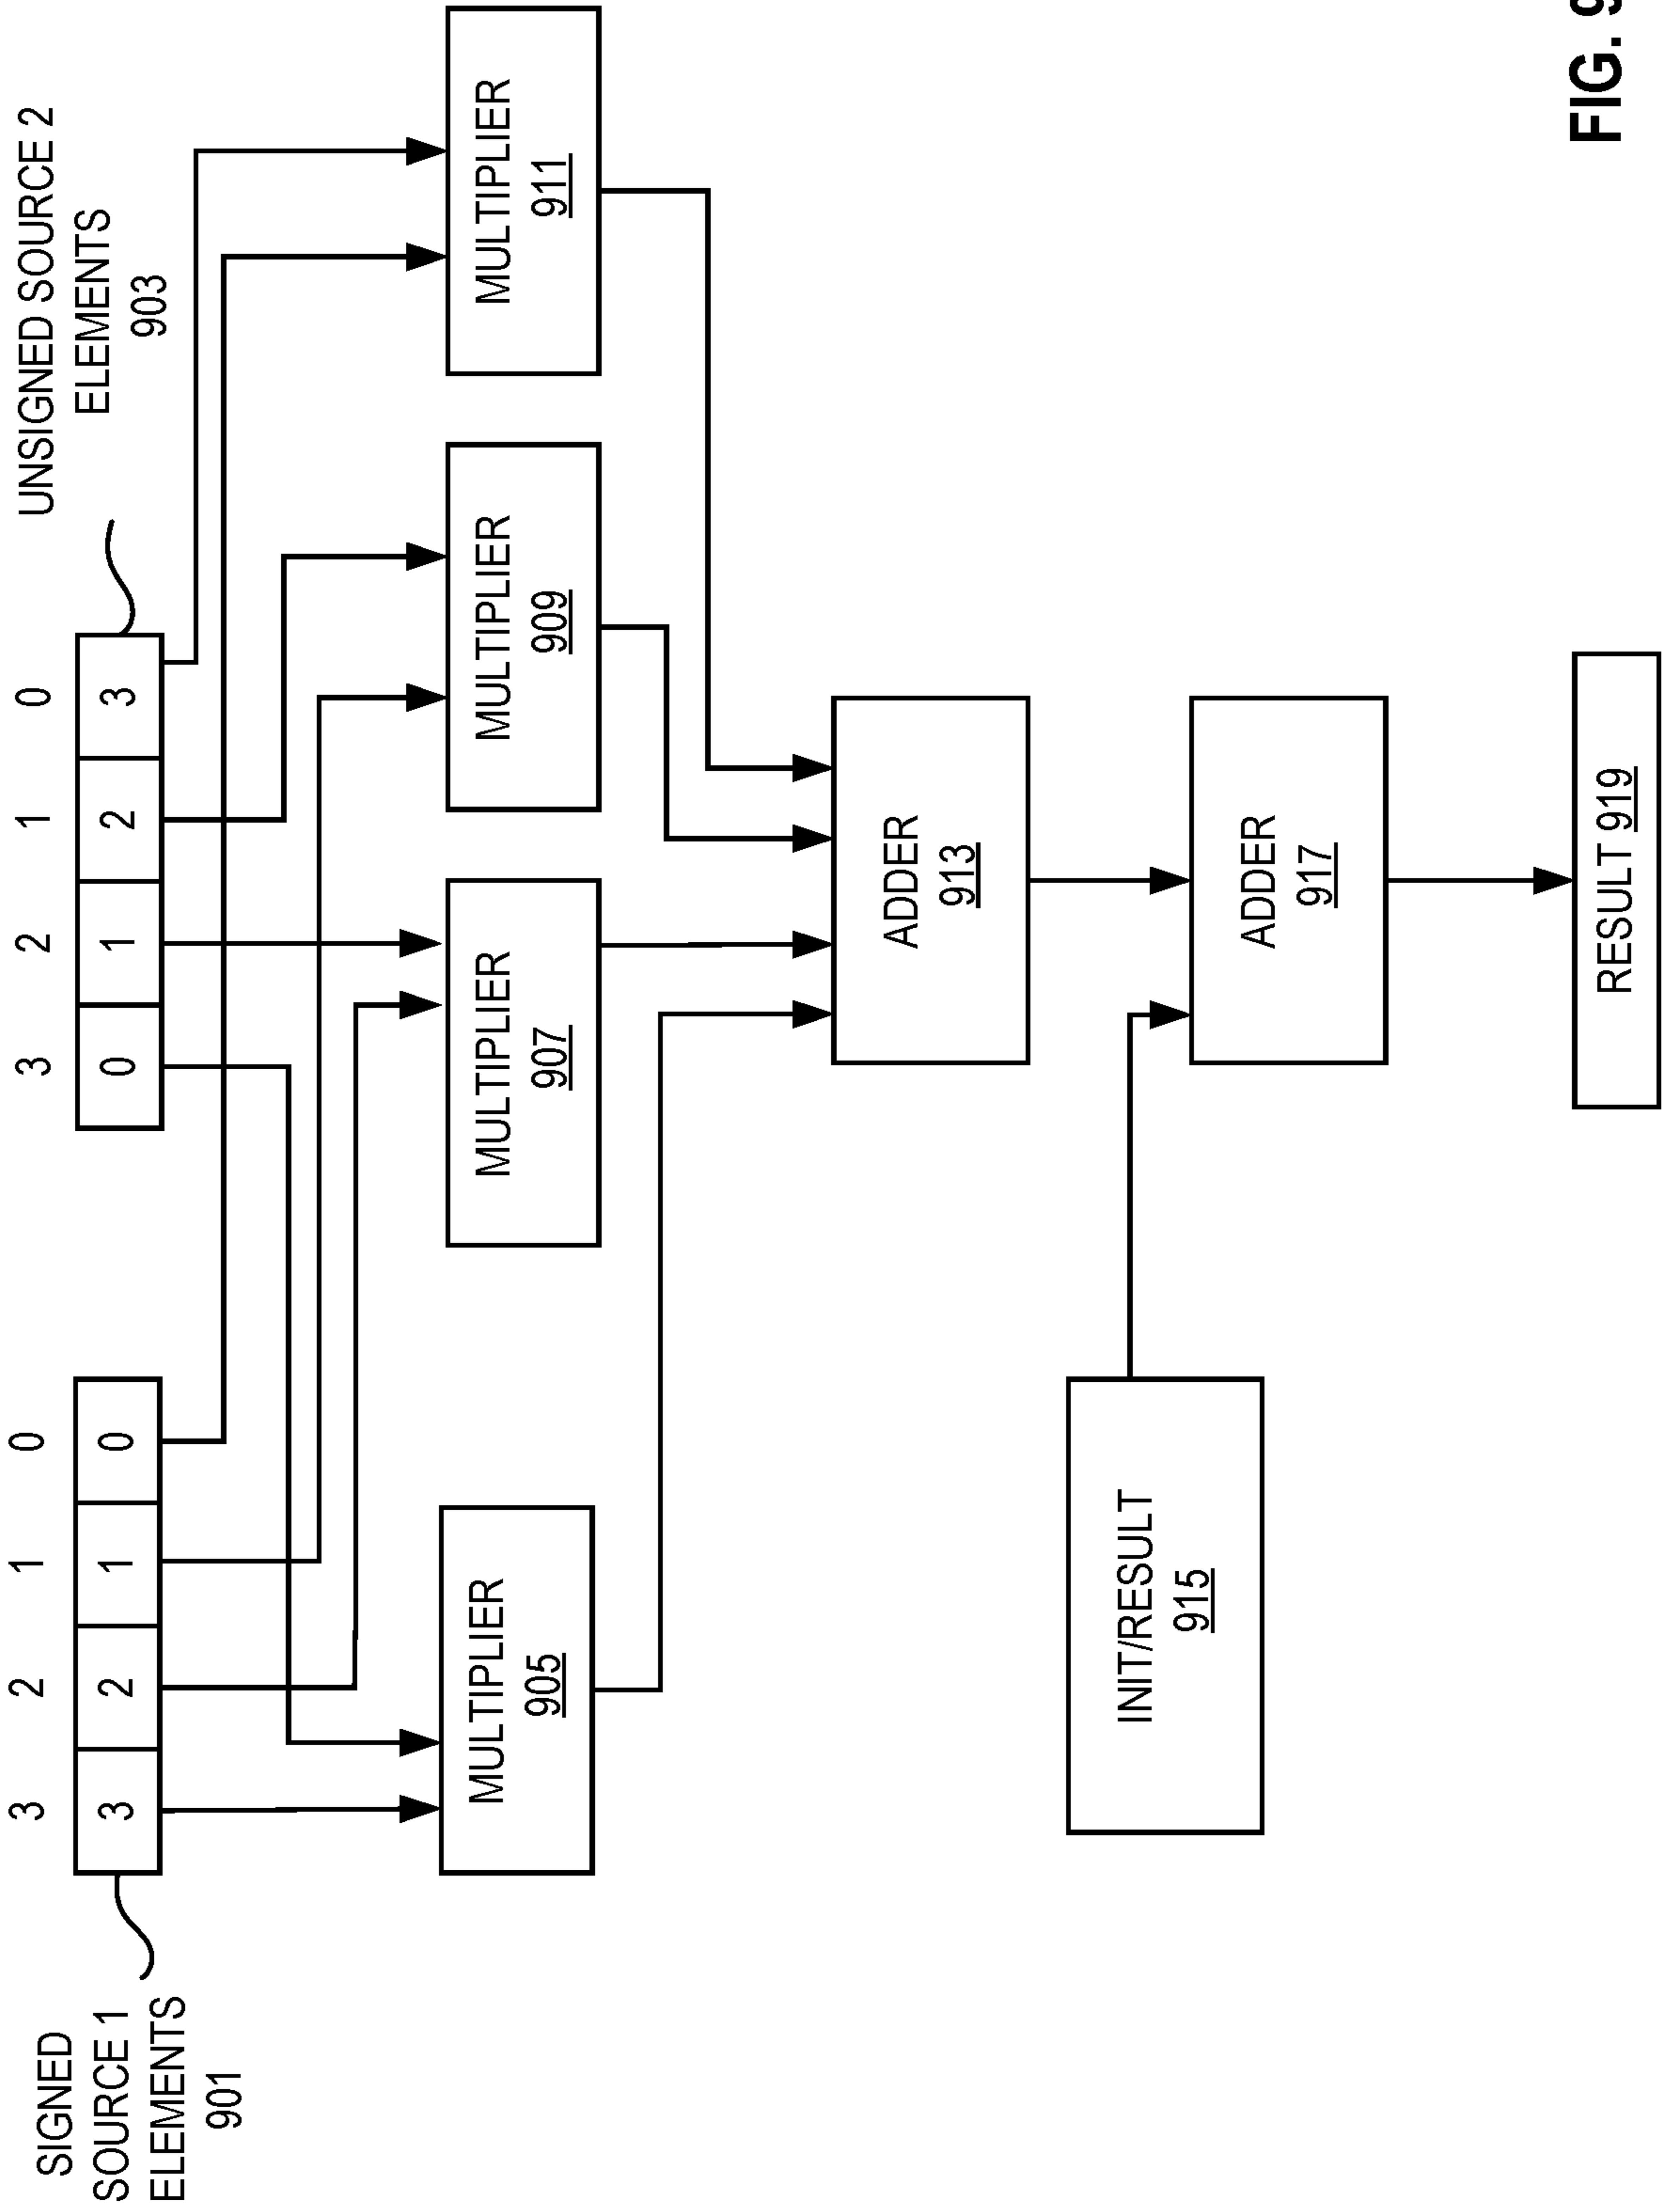 3 2 1 0
3 2 1 0
SIGNED
SOURCE 1
ELEMENTS
901
3 2 1 0
0 1 2 3
UNSIGNED SOURCE 2
ELEMENTS
903
MULTIPLIER
905
MULTIPLIER
907
MULTIPLIER
909
MULTIPLIER
911
ADDER
913
INIT/RESULT
915
ADDER
917
RESULT 919
FIG. 9